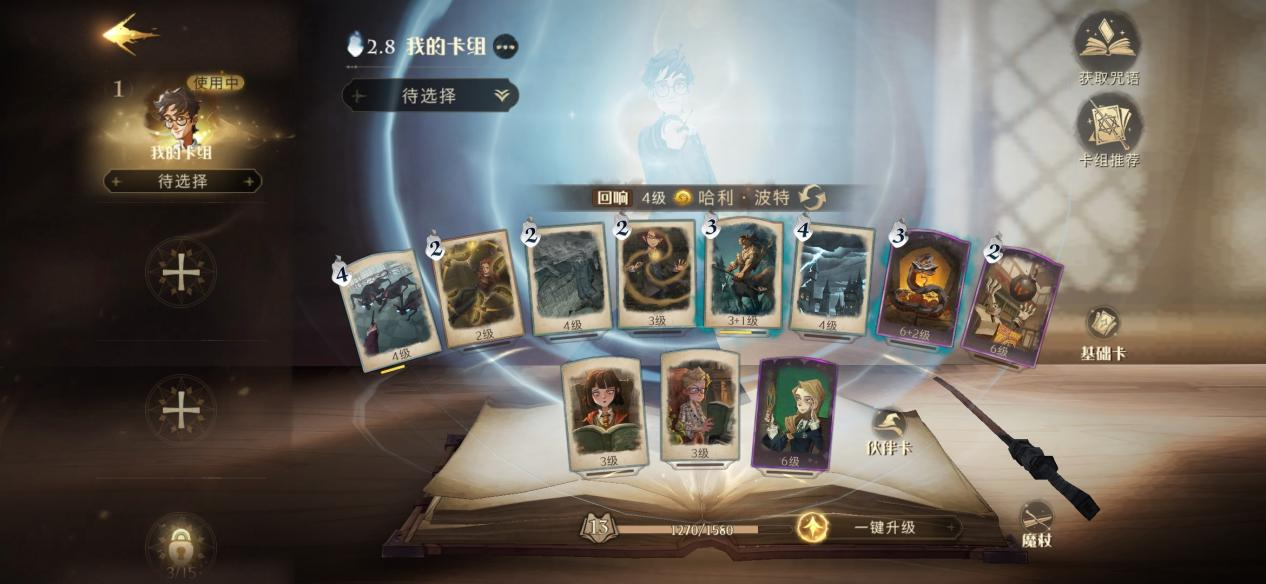 2.8 我的卡组
待选择
获取咒语
卡组推荐
1
使用中
我的卡组
待选择
回响 4级 哈利·波特
4
2
2
2
3
4
3
2
4级
2级
4级
3级
3+1级
4级
6+2级
6级
基础卡
3级
3级
6级
伙伴卡
13
1270/1580
一键升级
魔杖
3/15